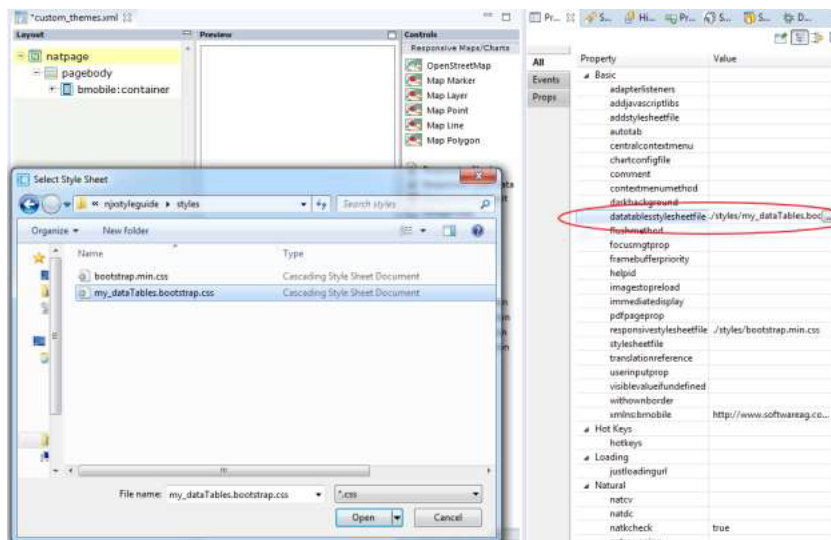 *custom_themes.xml
Layout
natpage
pagebody
bmobile:container
Preview
Controls
Responsive Maps/Charts
OpenStreetMap
Map Marker
Map Layer
Map Point
Map Line
Map Polygon
Select Style Sheet
« njxstyleguide ▸ styles
Search styles
Organize
New folder
Name Type
bootstrap.min.css Cascading Style Sheet Document
my_dataTables.bootstrap.css Cascading Style Sheet Document
File name: my_dataTables.bootstrap.css
*.css
Open
Cancel
Pr...
S...
Hi...
Pr...
S...
S...
D...
All
Events
Props
Property Value
Basic
adapterlisteners
addjavascriptlibs
addstylesheetfile
autotab
centralcontextmenu
chartconfigfile
comment
contextmenumethod
darkbackground
datatablesstylesheetfile ./styles/my_dataTables.boo...
flushmethod
focusmgtprop
framebufferpriority
helpid
imagestopreload
immediatedisplay
pdfpageprop
responsivestylesheetfile ./styles/bootstrap.min.css
stylesheetfile
translationreference
userinputprop
visiblevalueifundefined
withownborder
xmlns:bmobile http://www.softwareag.co...
Hot Keys
hotkeys
Loading
justloadingurl
Natural
natcv
natdc
natkcheck true